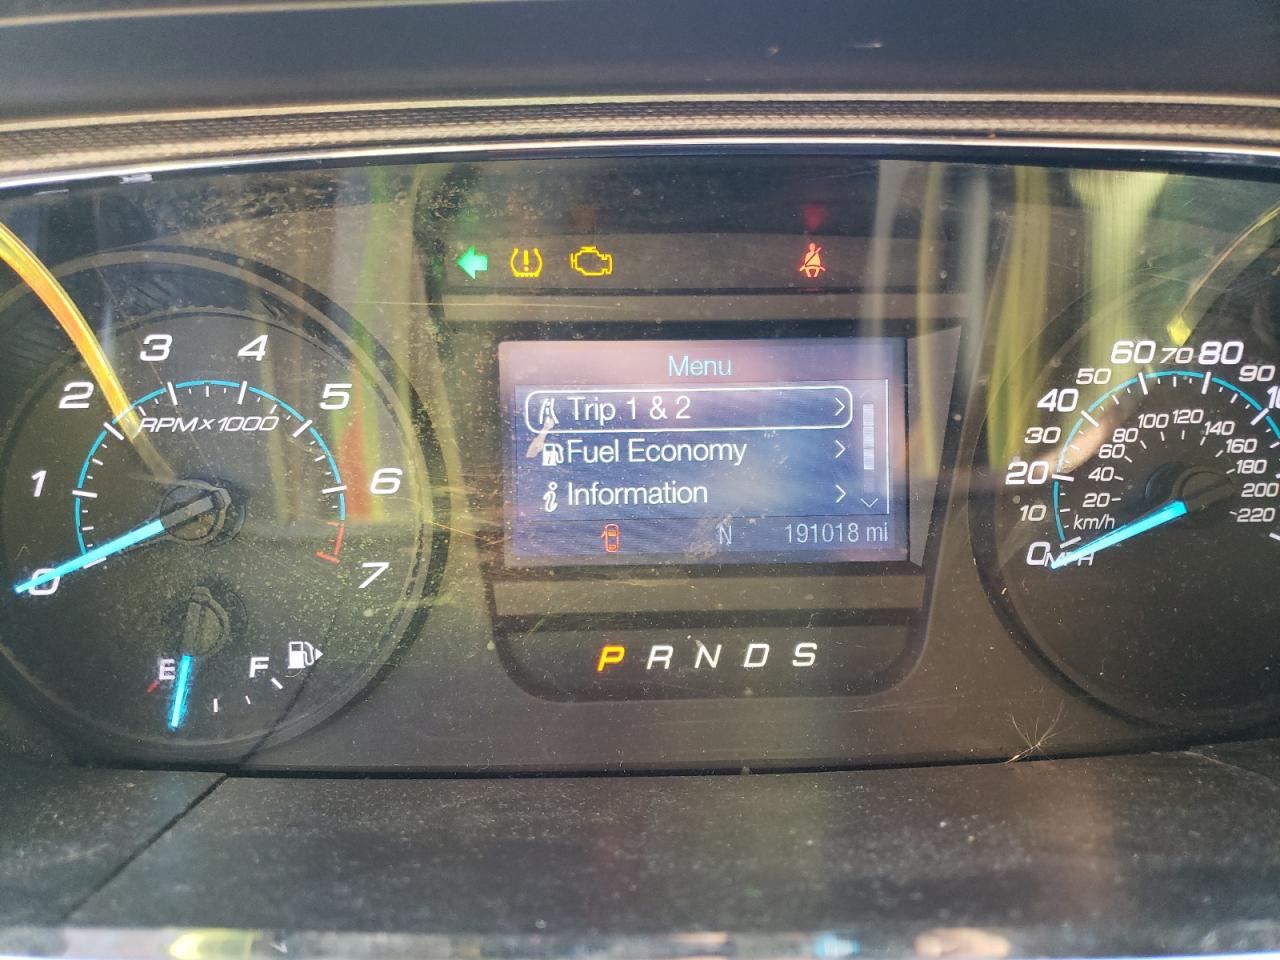 Menu
Trip 1 & 2
Fuel Economy
Information
N 191018 mi
P R N D S
0 1 2 3 4 5 6 7
RPMx1000
E F
0 10 20 30 40 50 60 70 80 90
MPH
20 40 60 80 100 120 140 160 180 200 220
km/h